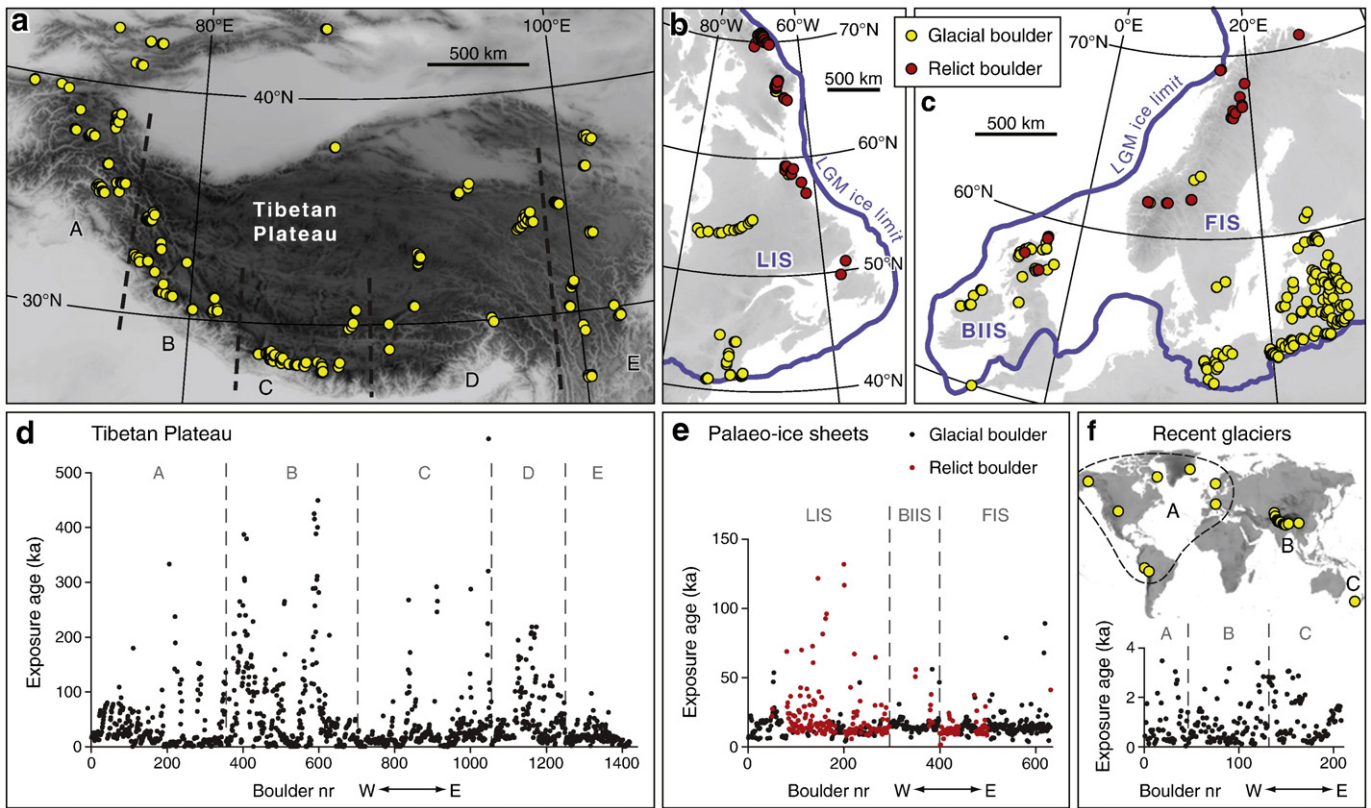 a
80°E
100°E
500 km
40°N
Tibetan
Plateau
30°N
A
B
C
D
E
b
80°W
60°W
70°N
500 km
60°N
LGM ice limit
LIS
50°N
40°N
Glacial boulder
Relict boulder
c
0°E
20°E
70°N
500 km
LGM ice limit
60°N
FIS
BIIS
d
Tibetan Plateau
A
B
C
D
E
Exposure age (ka)
500
400
300
200
100
0
0
200
400
600
800
1000
1200
1400
Boulder nr
W
E
e
Palaeo-ice sheets
Glacial boulder
Relict boulder
LIS
BIIS
FIS
Exposure age (ka)
150
100
50
0
0
200
400
600
Boulder nr
W
E
f
Recent glaciers
A
B
C
Exposure age (ka)
A
B
C
4
3
2
1
0
0
100
200
Boulder nr
W
E